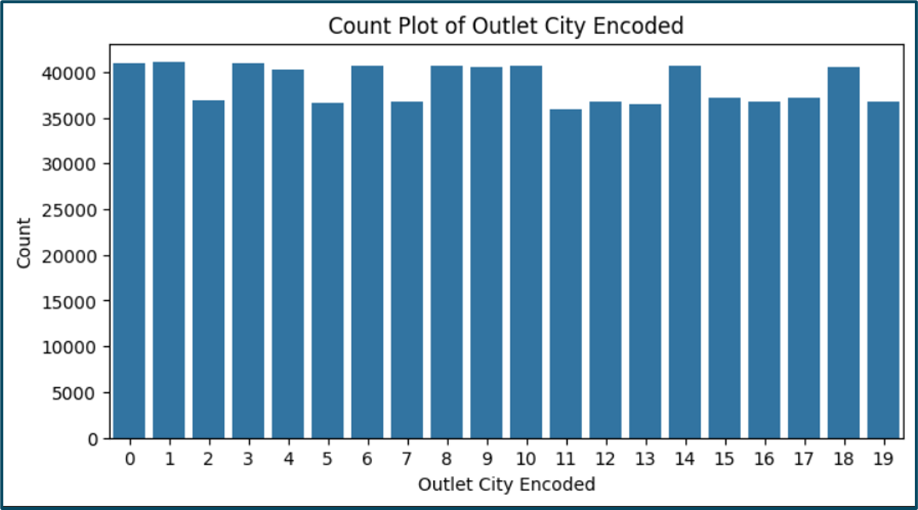 Count Plot of Outlet City Encoded
40000
35000
30000
25000
20000
15000
10000
5000
0
Count
0 1 2 3 4 5 6 7 8 9 10 11 12 13 14 15 16 17 18 19
Outlet City Encoded